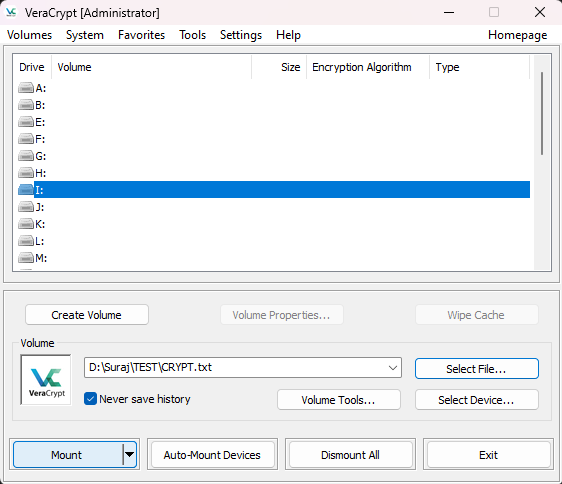 VeraCrypt [Administrator]
Volumes System Favorites Tools Settings Help Homepage
Drive Volume Size Encryption Algorithm Type
A:
B:
E:
F:
G:
H:
I:
J:
K:
L:
M:
Create Volume Volume Properties... Wipe Cache
Volume
VeraCrypt
D:\Suraj\TEST\CRYPT.txt Select File...
Never save history Volume Tools... Select Device...
Mount Auto-Mount Devices Dismount All Exit